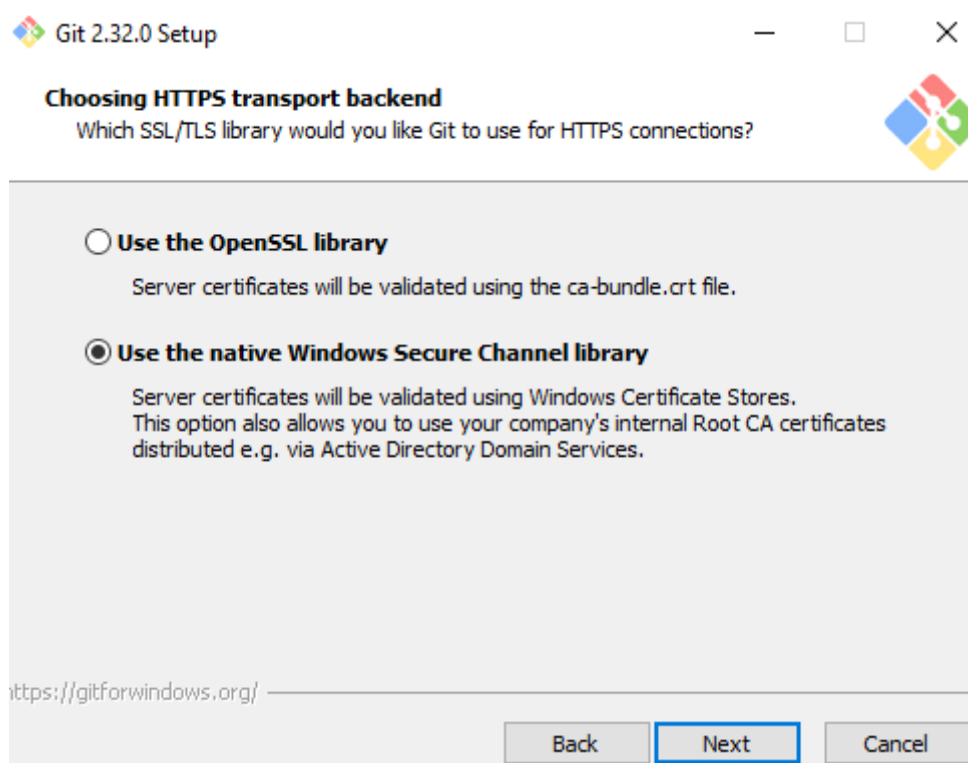 Git 2.32.0 Setup
Choosing HTTPS transport backend
Which SSL/TLS library would you like Git to use for HTTPS connections?
Use the OpenSSL library
Server certificates will be validated using the ca-bundle.crt file.
Use the native Windows Secure Channel library
Server certificates will be validated using Windows Certificate Stores.
This option also allows you to use your company's internal Root CA certificates
distributed e.g. via Active Directory Domain Services.
https://gitforwindows.org/
Back Next Cancel